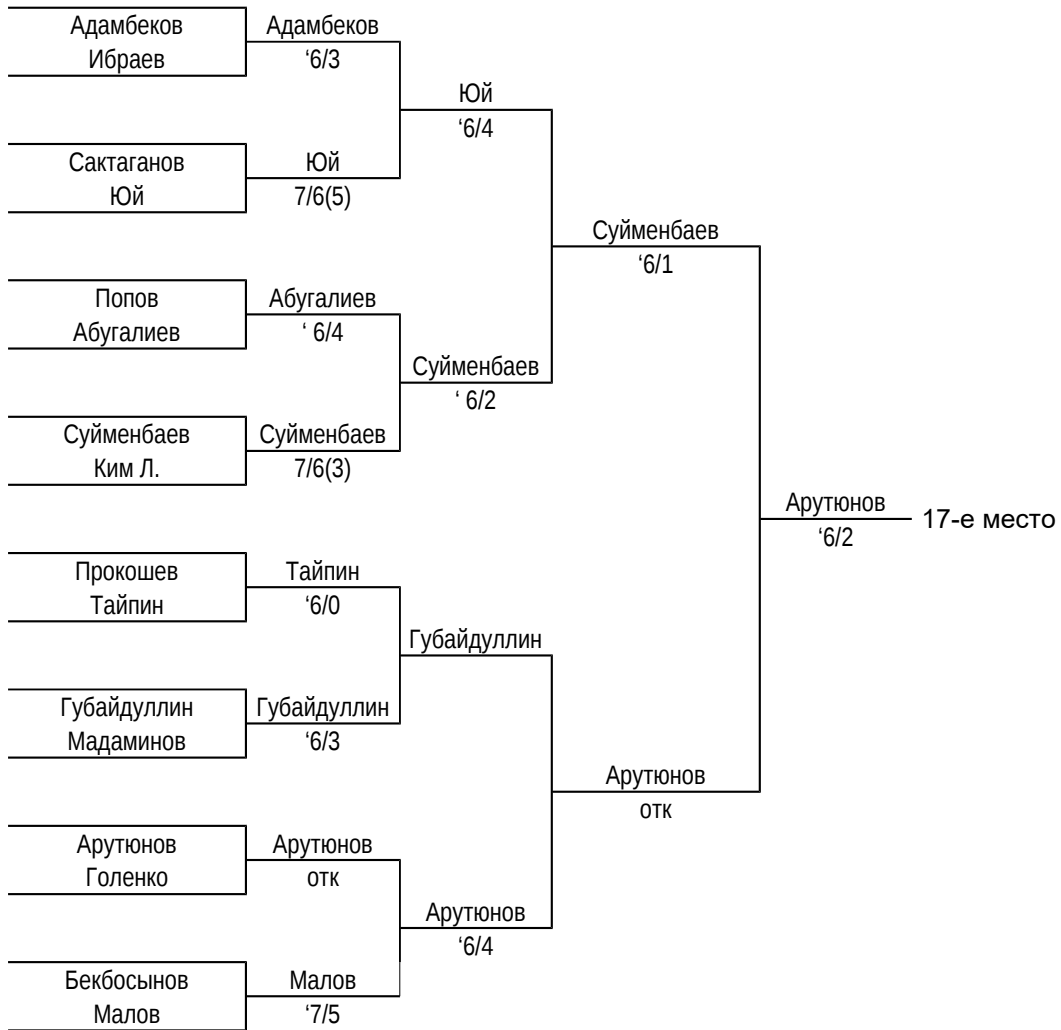 Адамбеков
Ибраев
Адамбеков
‘6/3
Юй
‘6/4
Сактаганов
Юй
Юй
7/6(5)
Суйменбаев
‘6/1
Попов
Абугалиев
Абугалиев
‘ 6/4
Суйменбаев
‘ 6/2
Суйменбаев
Ким Л.
Суйменбаев
7/6(3)
Арутюнов
‘6/2
17-е место
Прокошев
Тайпин
Тайпин
‘6/0
Губайдуллин
Губайдуллин
Мадаминов
Губайдуллин
‘6/3
Арутюнов
отк
Арутюнов
Голенко
Арутюнов
отк
Арутюнов
‘6/4
Бекбосынов
Малов
Малов
‘7/5